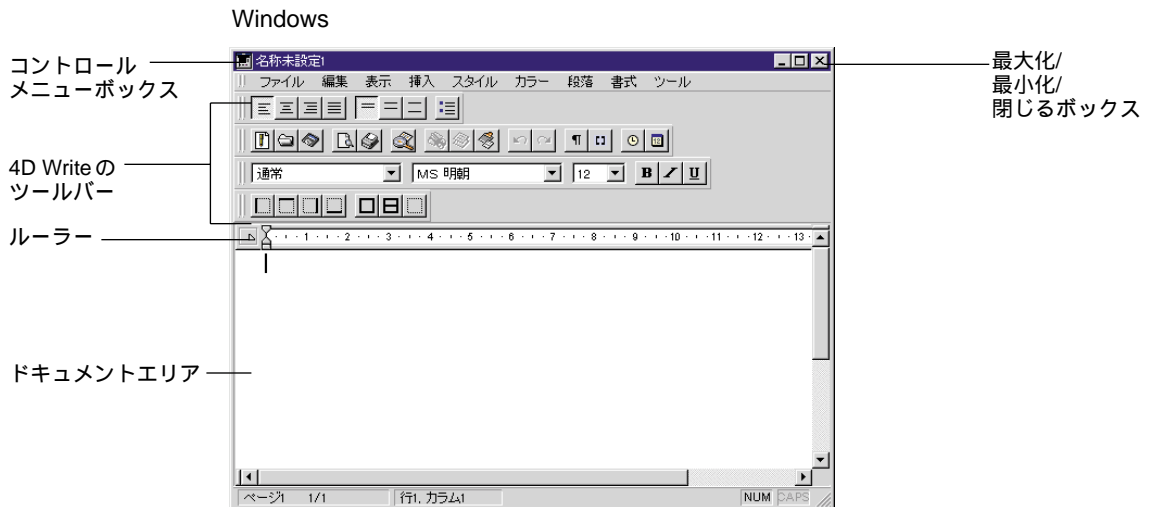 Windows
コントロール
メニューボックス
名称未設定1
最大化/
最小化/
閉じるボックス
ファイル 編集 表示 挿入 スタイル カラー 段落 書式 ツール
4D Writeの
ツールバー
通常 MS 明朝 12 B I U
ルーラー
1 2 3 4 5 6 7 8 9 10 11 12 13
ドキュメントエリア
ページ1 1/1 行1, カラム1 NUM CAPS